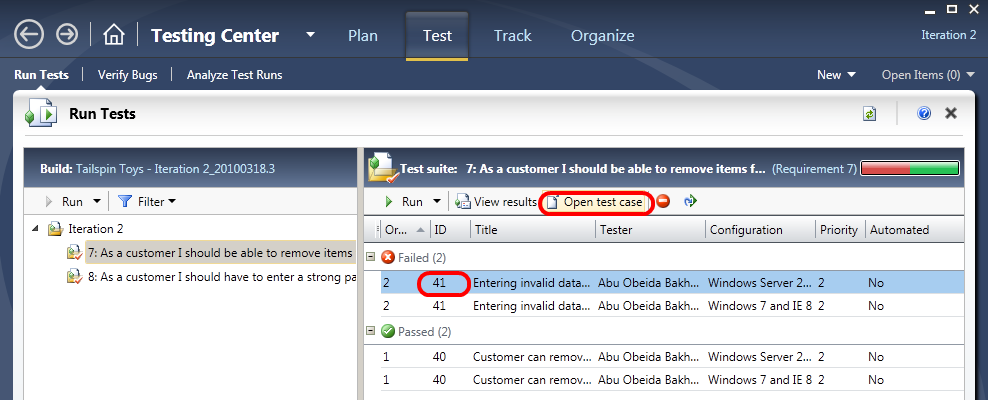 Testing Center Plan Test Track Organize Iteration 2
Run Tests Verify Bugs Analyze Test Runs New Open Items (0)
Run Tests
Build: Tailspin Toys - Iteration 2_20100318.3
Run Filter
Iteration 2
7: As a customer I should be able to remove items
8: As a customer I should have to enter a strong pa
Test suite: 7: As a customer I should be able to remove items f... (Requirement 7)
Run View results Open test case
Or... ID Title Tester Configuration Priority Automated
Failed (2)
2 41 Entering invalid data... Abu Obeida Bakh... Windows Server 2... 2 No
2 41 Entering invalid data... Abu Obeida Bakh... Windows 7 and IE 8 2 No
Passed (2)
1 40 Customer can remov... Abu Obeida Bakh... Windows Server 2... 2 No
1 40 Customer can remov... Abu Obeida Bakh... Windows 7 and IE 8 2 No